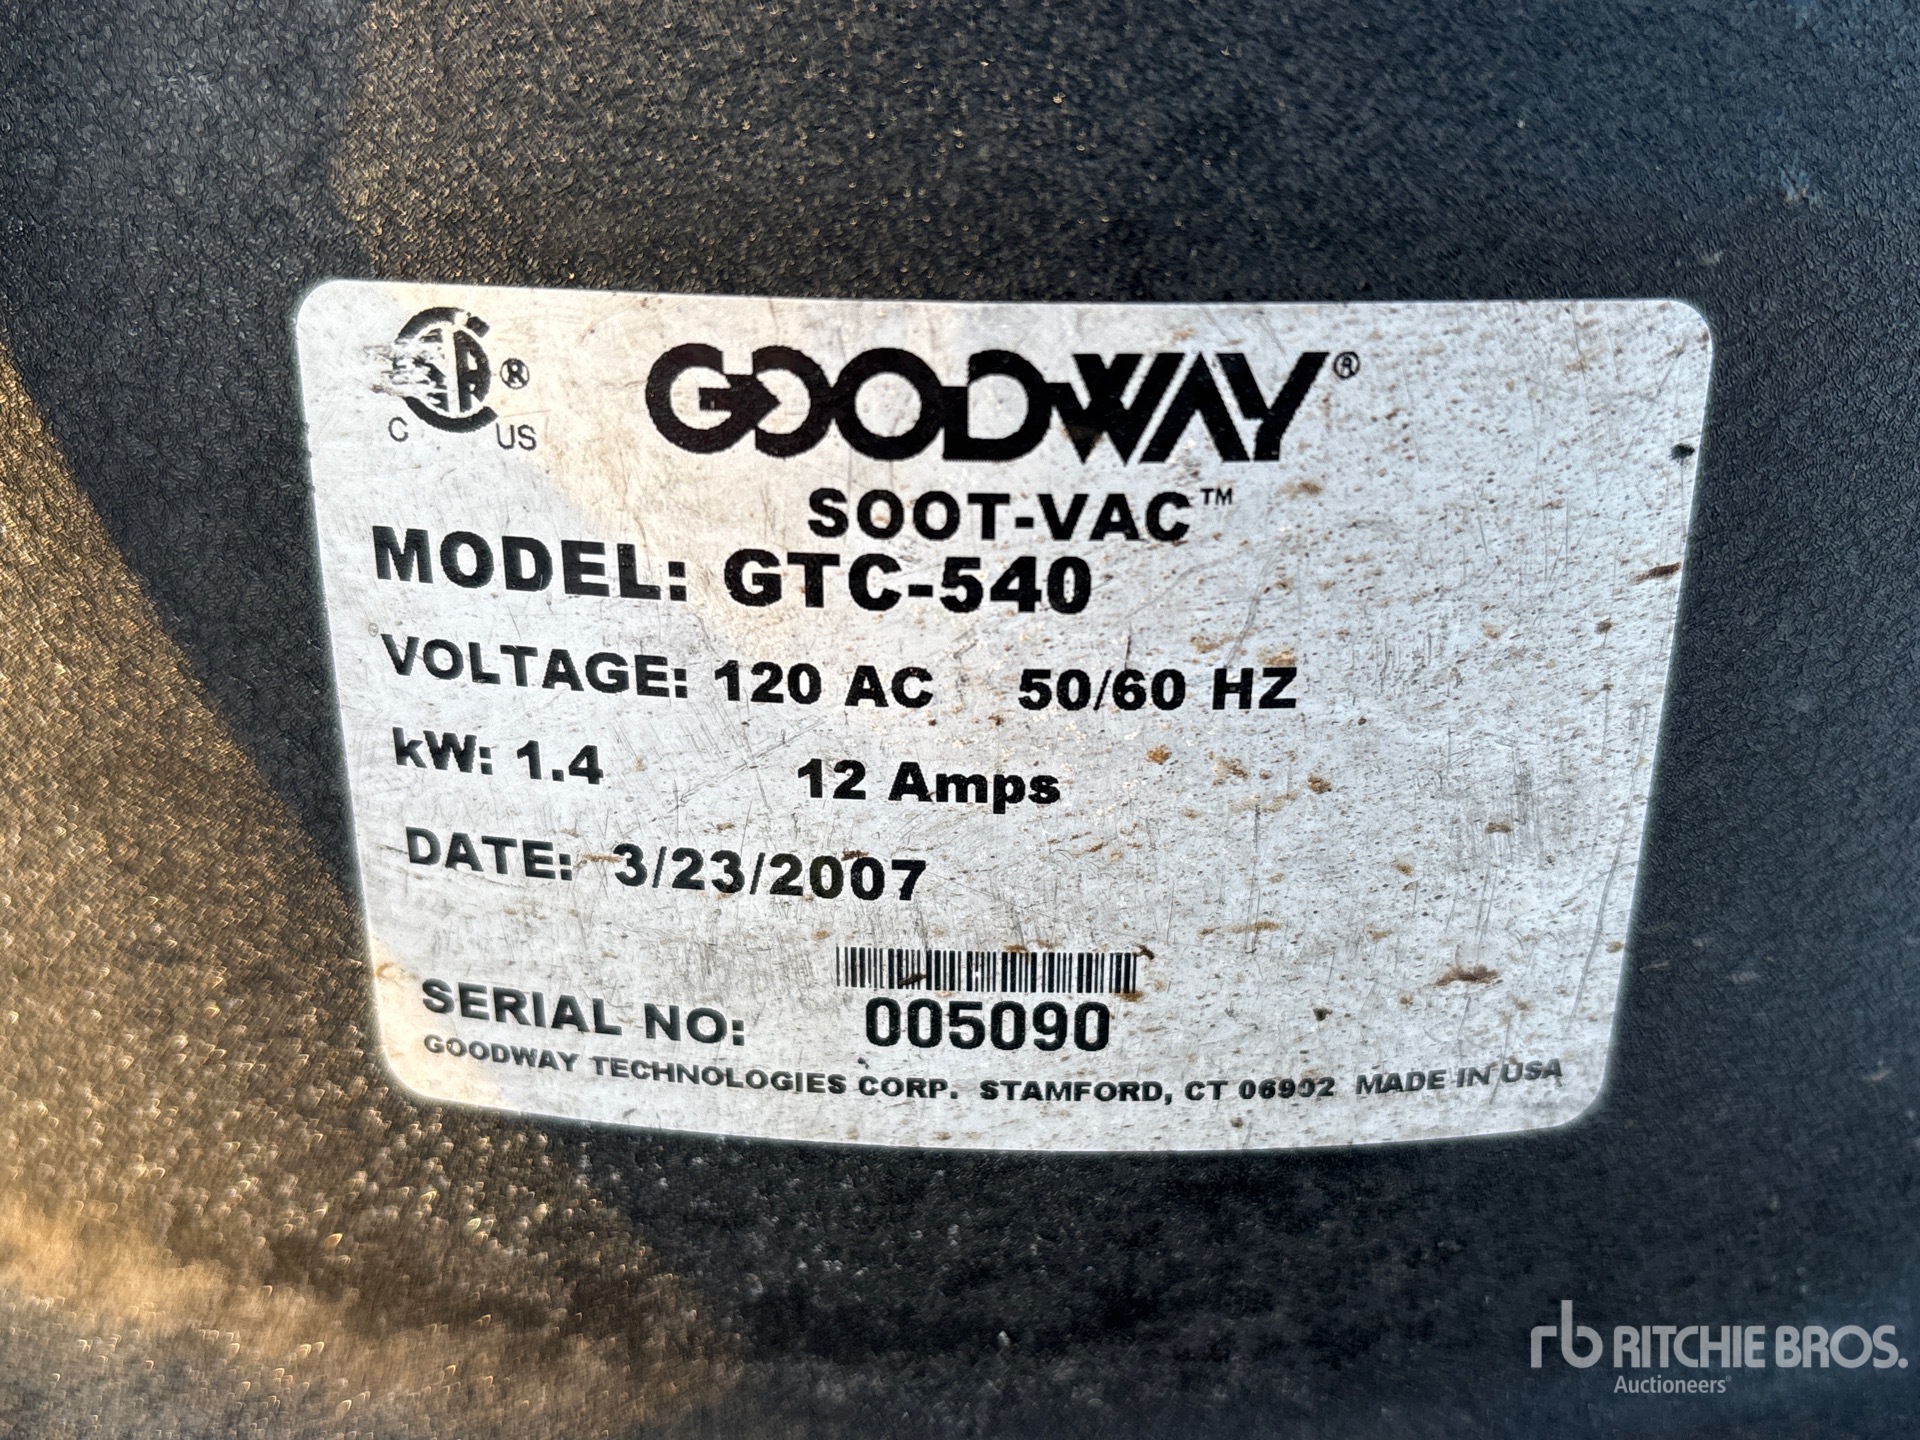 GOODWAY®
C US ®
SOOT-VAC™
MODEL: GTC-540
VOLTAGE: 120 AC 50/60 HZ
kW: 1.4 12 Amps
DATE: 3/23/2007
SERIAL NO: 005090
GOODWAY TECHNOLOGIES CORP. STAMFORD, CT 06902 MADE IN USA
rb RITCHIE BROS.
Auctioneers